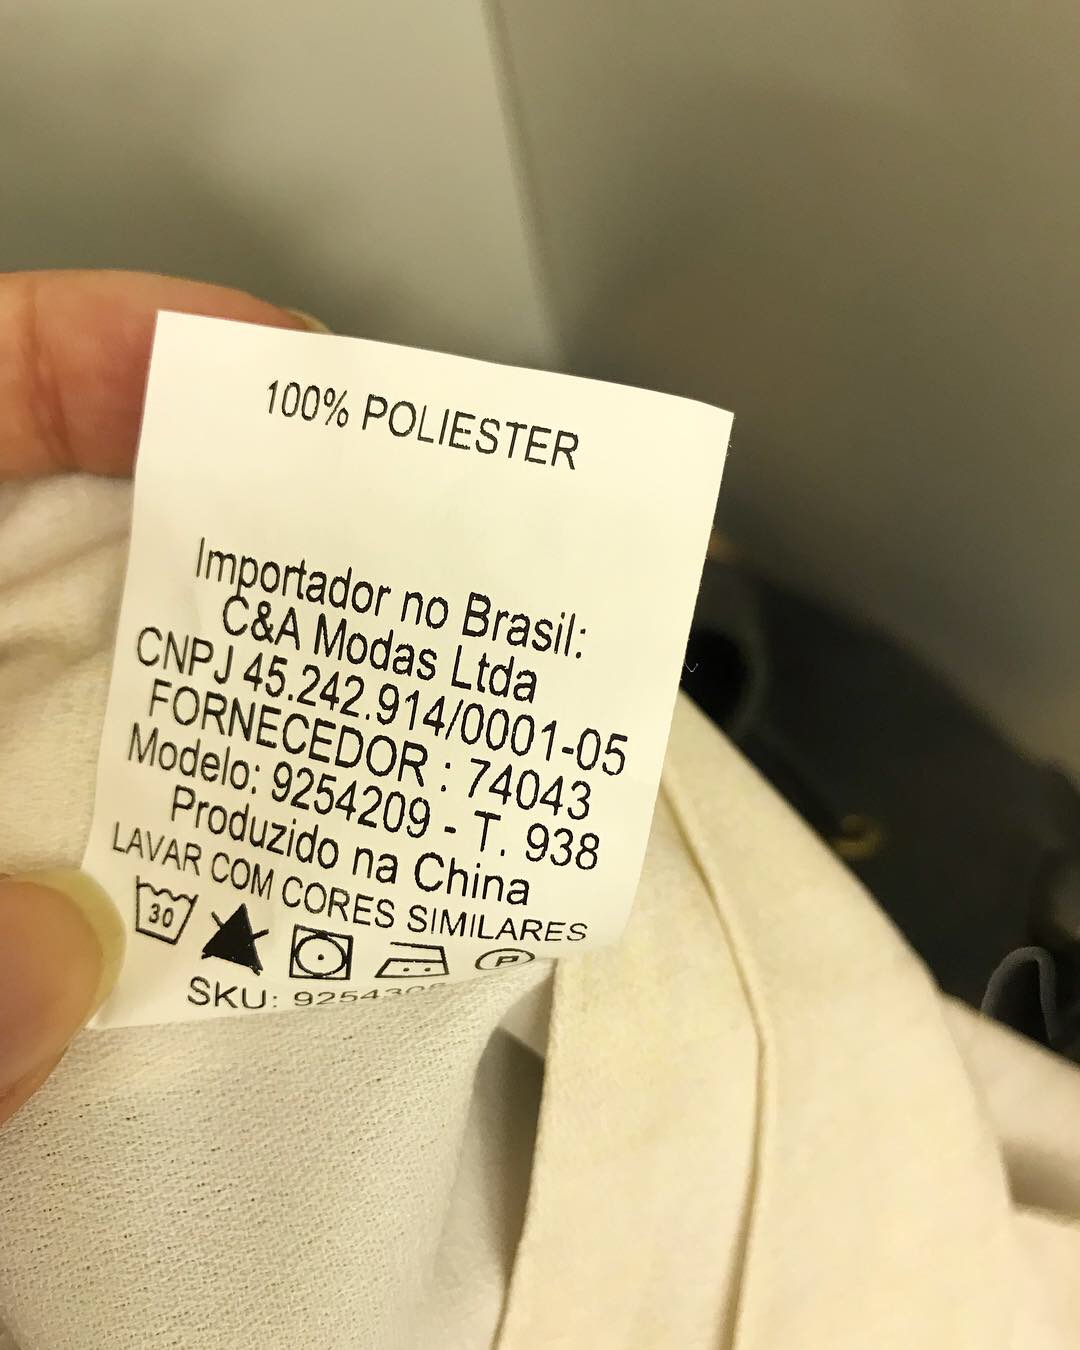 100% POLIESTER
Importador no Brasil:
C&A Modas Ltda
CNPJ 45.242.914/0001-05
FORNECEDOR : 74043
Modelo: 9254209 - T. 938
Produzido na China
LAVAR COM CORES SIMILARES
30 P
SKU: